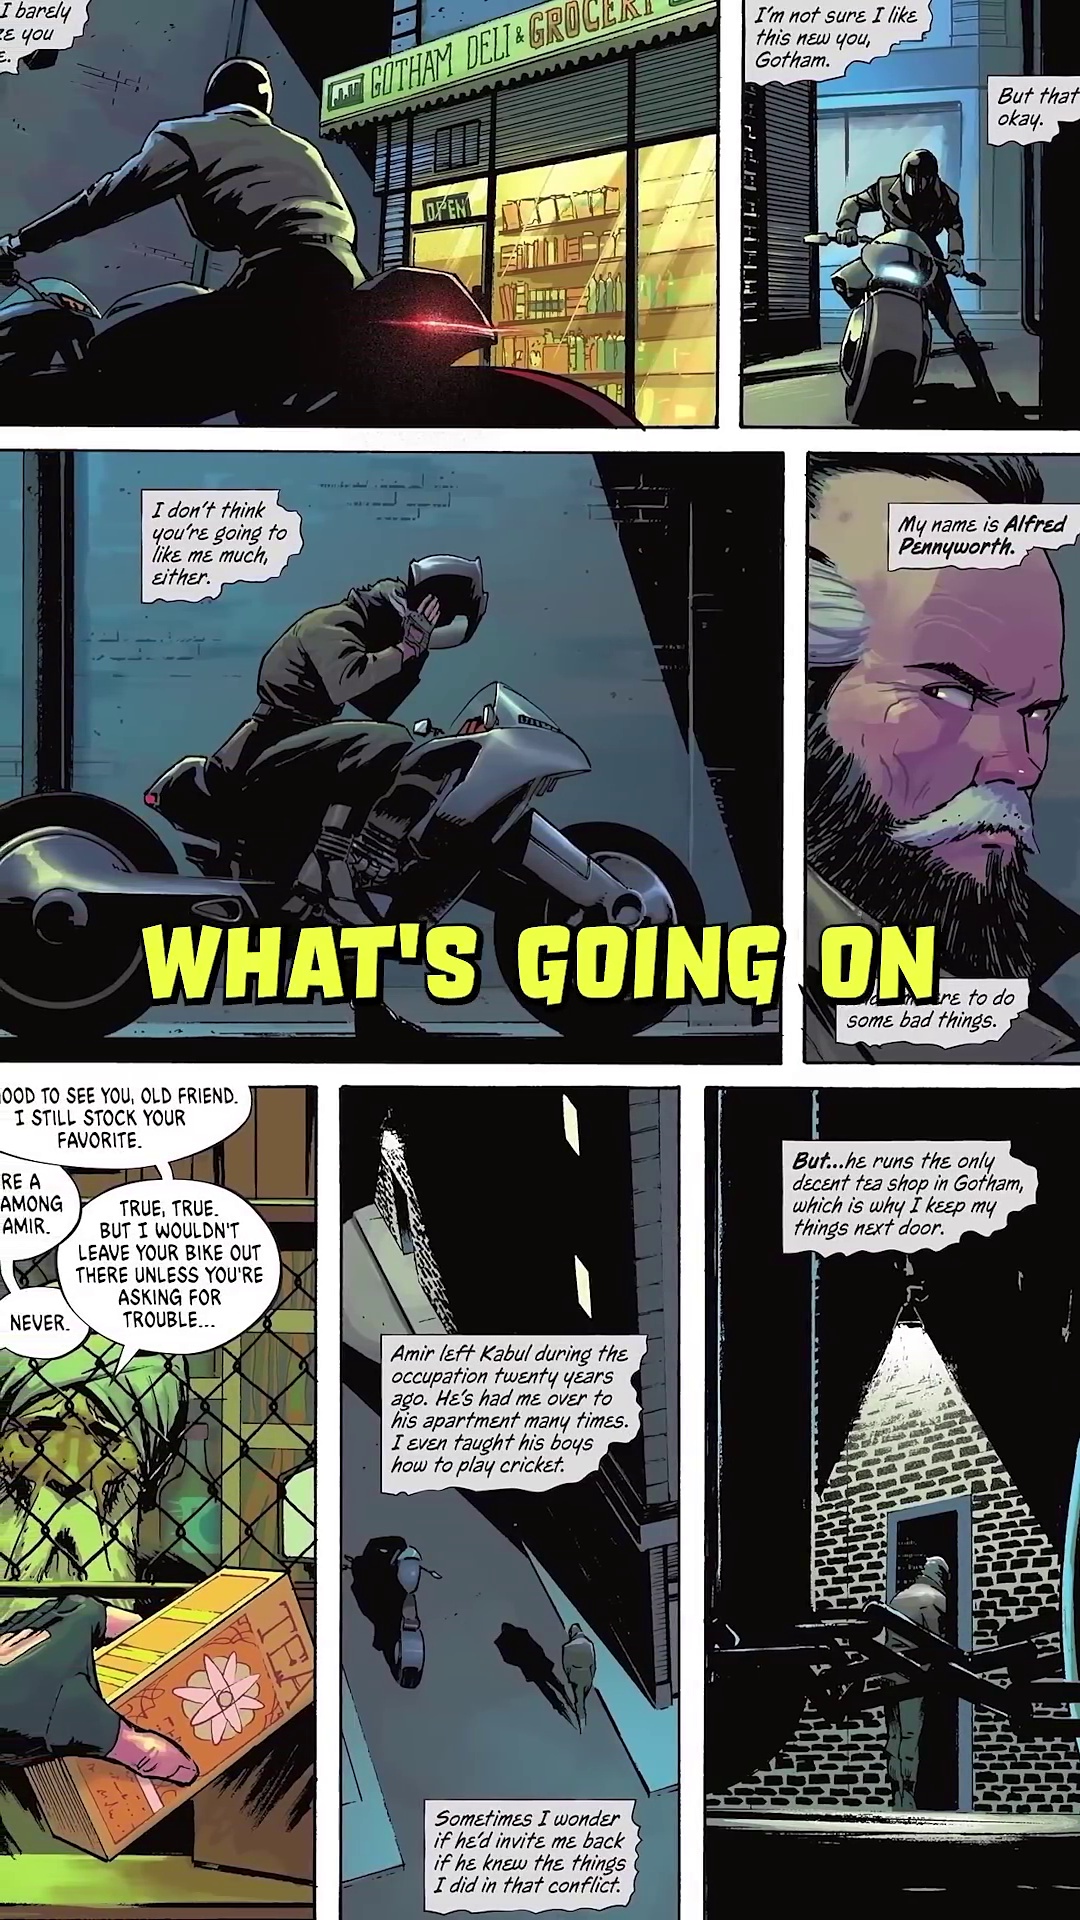 I barely
ze you
e.
GOTHAM DELI & GROCERY
OPEN
I'm not sure I like
this new you,
Gotham.
But that
okay.
I don't think
you're going to
like me much,
either.
My name is Alfred
Pennyworth.
WHAT'S GOING ON
re to do
some bad things.
OOD TO SEE YOU, OLD FRIEND.
I STILL STOCK YOUR
FAVORITE.
RE A
AMONG
AMIR.
TRUE, TRUE.
BUT I WOULDN'T
LEAVE YOUR BIKE OUT
THERE UNLESS YOU'RE
ASKING FOR
TROUBLE...
NEVER.
TEA
Amir left Kabul during the
occupation twenty years
ago. He's had me over to
his apartment many times.
I even taught his boys
how to play cricket.
Sometimes I wonder
if he'd invite me back
if he knew the things
I did in that conflict.
But...he runs the only
decent tea shop in Gotham,
which is why I keep my
things next door.